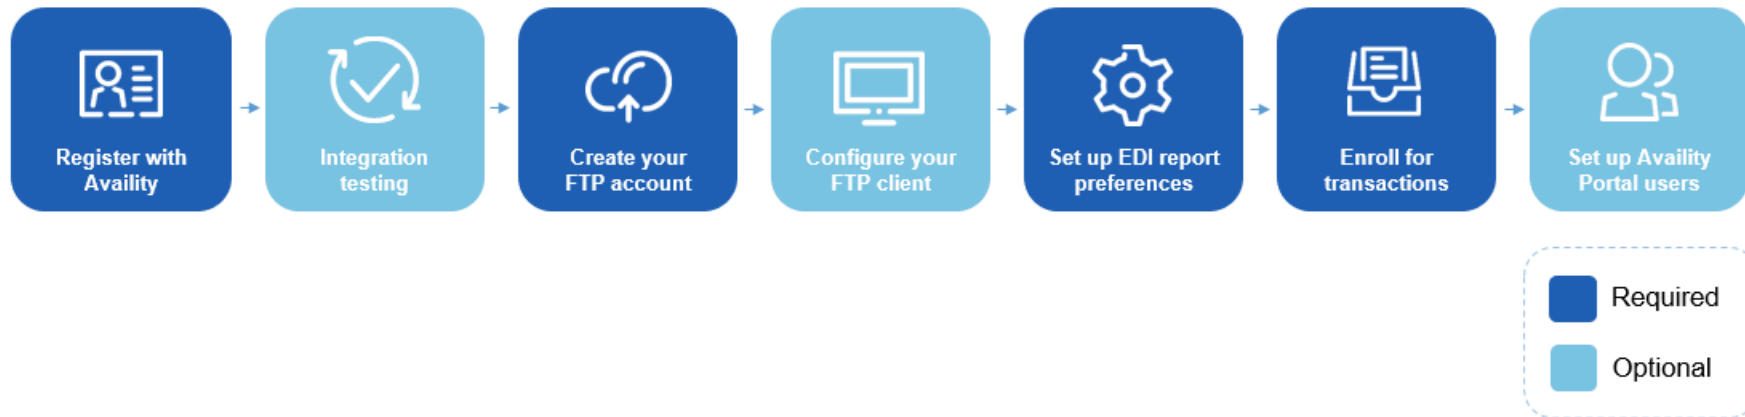 Register with
Availity
Integration
testing
Create your
FTP account
Configure your
FTP client
Set up EDI report
preferences
Enroll for
transactions
Set up Availity
Portal users
Required
Optional